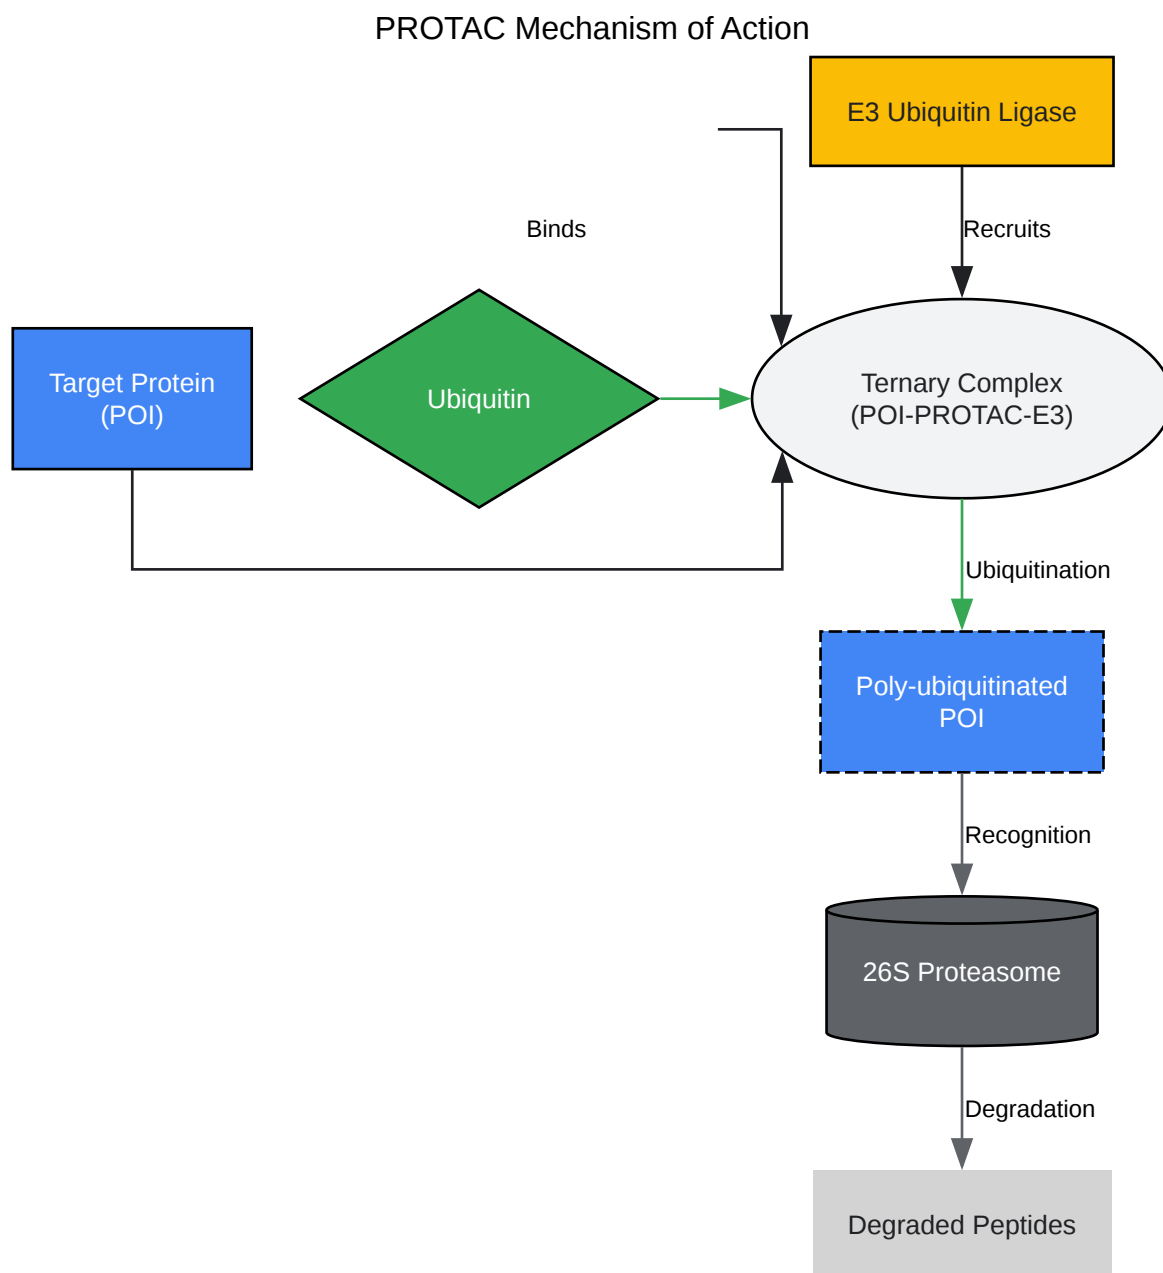 PROTAC Mechanism of Action
E3 Ubiquitin Ligase
Binds
Recruits
Target Protein
(POI)
Ubiquitin
Ternary Complex
(POI-PROTAC-E3)
Ubiquitination
Poly-ubiquitinated
POI
Recognition
26S Proteasome
Degradation
Degraded Peptides